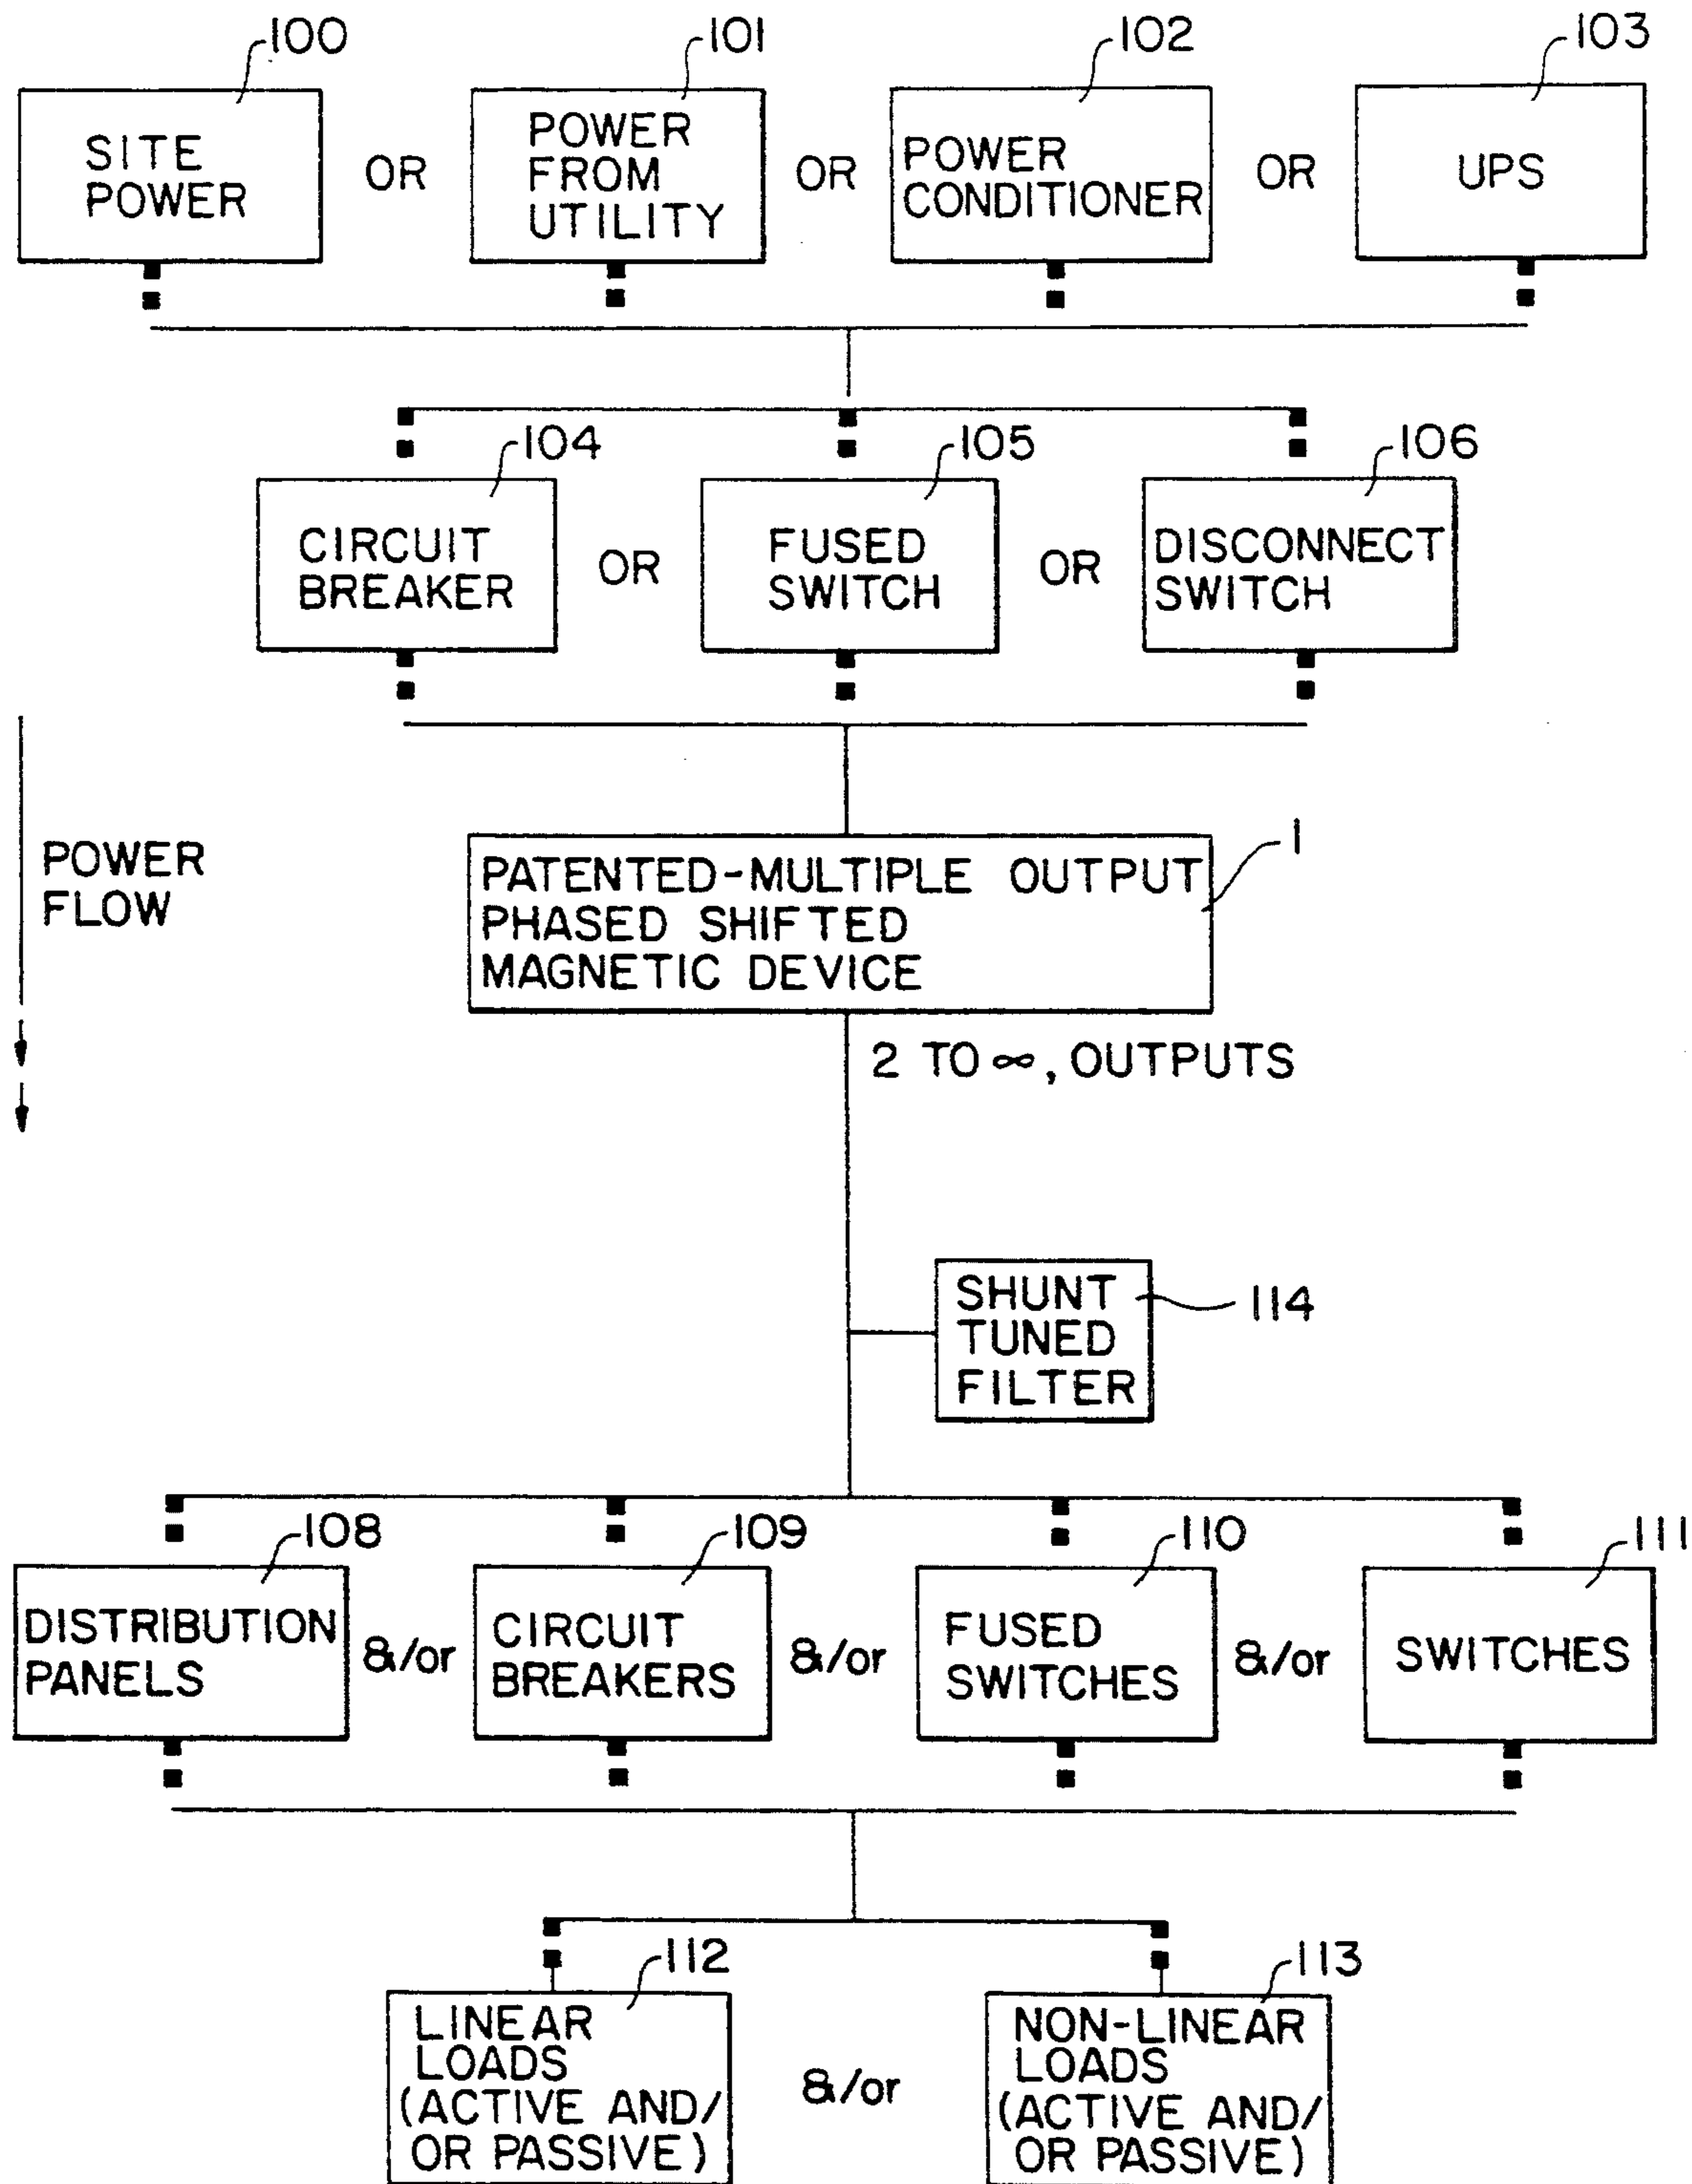 100
101
102
103
SITE
POWER
OR
POWER
FROM
UTILITY
OR
POWER
CONDITIONER
OR
UPS
104
105
106
CIRCUIT
BREAKER
OR
FUSED
SWITCH
OR
DISCONNECT
SWITCH
POWER
FLOW
1
PATENTED-MULTIPLE OUTPUT
PHASED SHIFTED
MAGNETIC DEVICE
2 TO ∞, OUTPUTS
SHUNT
TUNED
FILTER
114
108
109
110
111
DISTRIBUTION
PANELS
&/or
CIRCUIT
BREAKERS
&/or
FUSED
SWITCHES
&/or
SWITCHES
112
113
LINEAR
LOADS
(ACTIVE AND/
OR PASSIVE)
&/or
NON-LINEAR
LOADS
(ACTIVE AND/
OR PASSIVE)